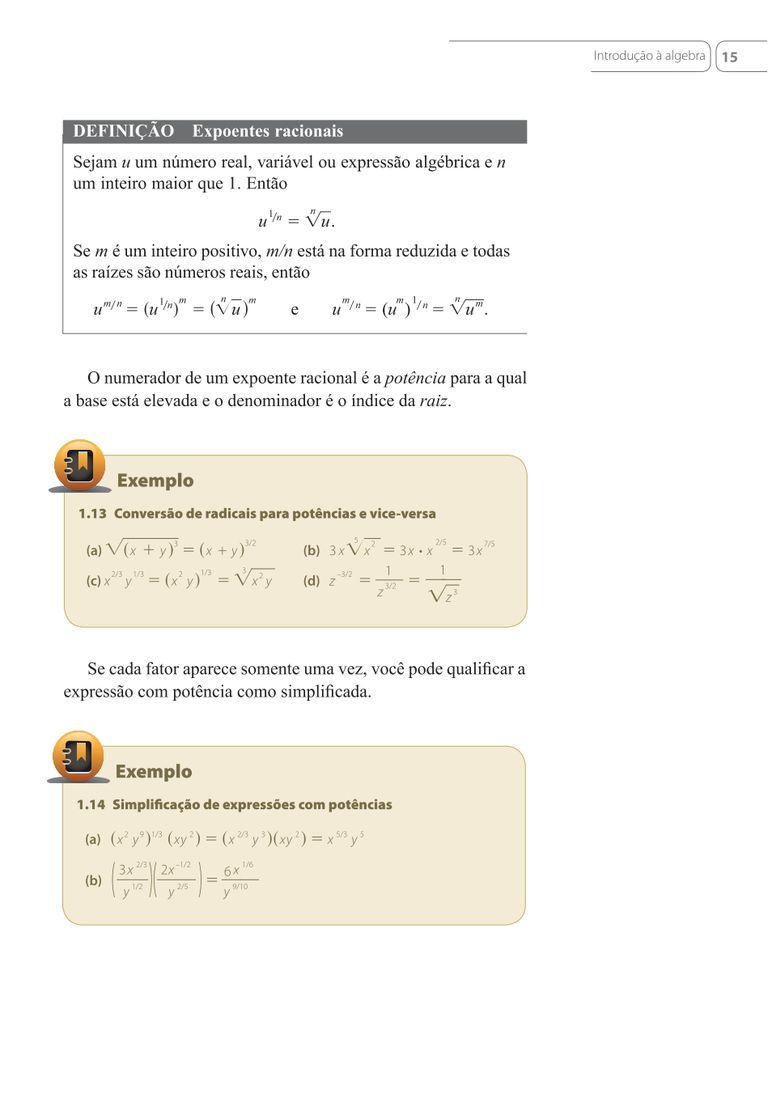 Introdução à algebra 15
DEFINIÇÃO Expoentes racionais
Sejam u um número real, variável ou expressão algébrica e n
um inteiro maior que 1. Então
u^{1/n} = \sqrt[n]{u}.
Se m é um inteiro positivo, m/n está na forma reduzida e todas
as raízes são números reais, então
u^{m/n} = (u^{1/n})^m = (\sqrt[n]{u})^m e u^{m/n} = (u^m)^{1/n} = \sqrt[n]{u^m}.
O numerador de um expoente racional é a potência para a qual
a base está elevada e o denominador é o índice da raiz.
Exemplo
1.13 Conversão de radicais para potências e vice-versa
(a) \sqrt{(x + y)^3} = (x + y)^{3/2} (b) 3x\sqrt[5]{x^2} = 3x • x^{2/5} = 3x^{7/5}
(c) x^{2/3} y^{1/3} = (x^2 y)^{1/3} = \sqrt[3]{x^2 y} (d) z^{-3/2} = \frac{1}{z^{3/2}} = \frac{1}{\sqrt{z^3}}
Se cada fator aparece somente uma vez, você pode qualificar a
expressão com potência como simplificada.
Exemplo
1.14 Simplificação de expressões com potências
(a) (x^2 y^9)^{1/3} (xy^2) = (x^{2/3} y^3)(xy^2) = x^{5/3} y^5
(b) \left(\frac{3x^{2/3}}{y^{1/2}}\right)\left(\frac{2x^{-1/2}}{y^{2/5}}\right) = \frac{6x^{1/6}}{y^{9/10}}